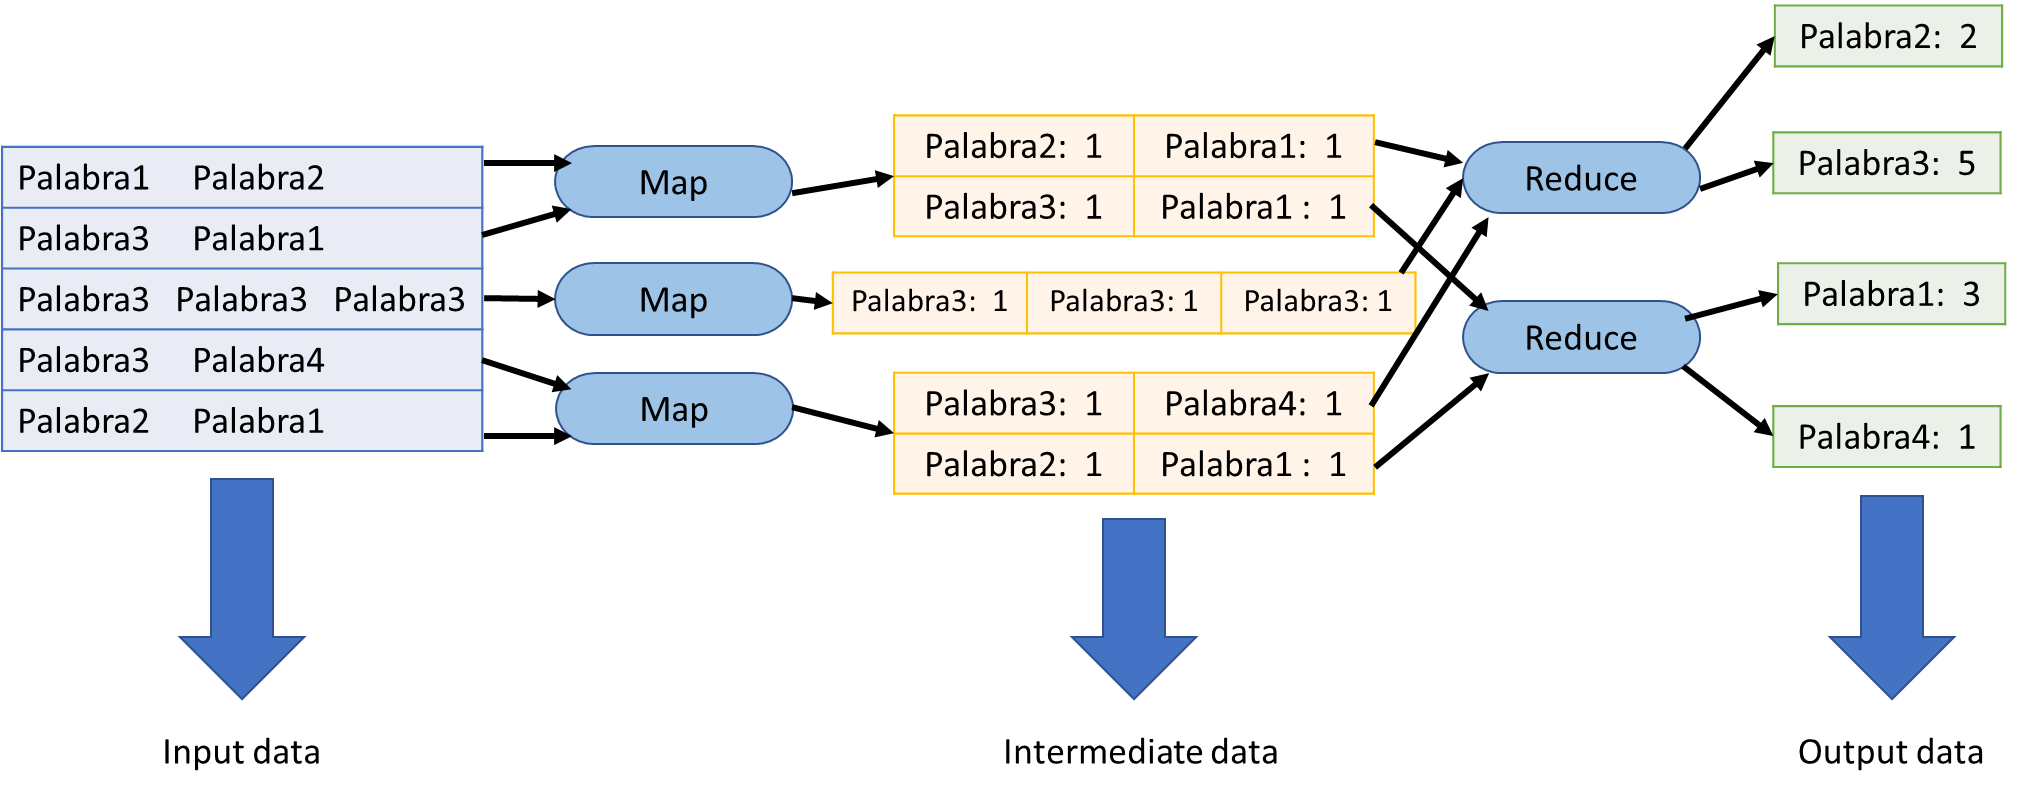 Palabra1 Palabra2
Palabra3 Palabra1
Palabra3 Palabra3 Palabra3
Palabra3 Palabra4
Palabra2 Palabra1
Map
Map
Map
Palabra2: 1 Palabra1: 1
Palabra3: 1 Palabra1 : 1
Palabra3: 1 Palabra3: 1 Palabra3: 1
Palabra3: 1 Palabra4: 1
Palabra2: 1 Palabra1 : 1
Reduce
Reduce
Palabra2: 2
Palabra3: 5
Palabra1: 3
Palabra4: 1
Input data
Intermediate data
Output data